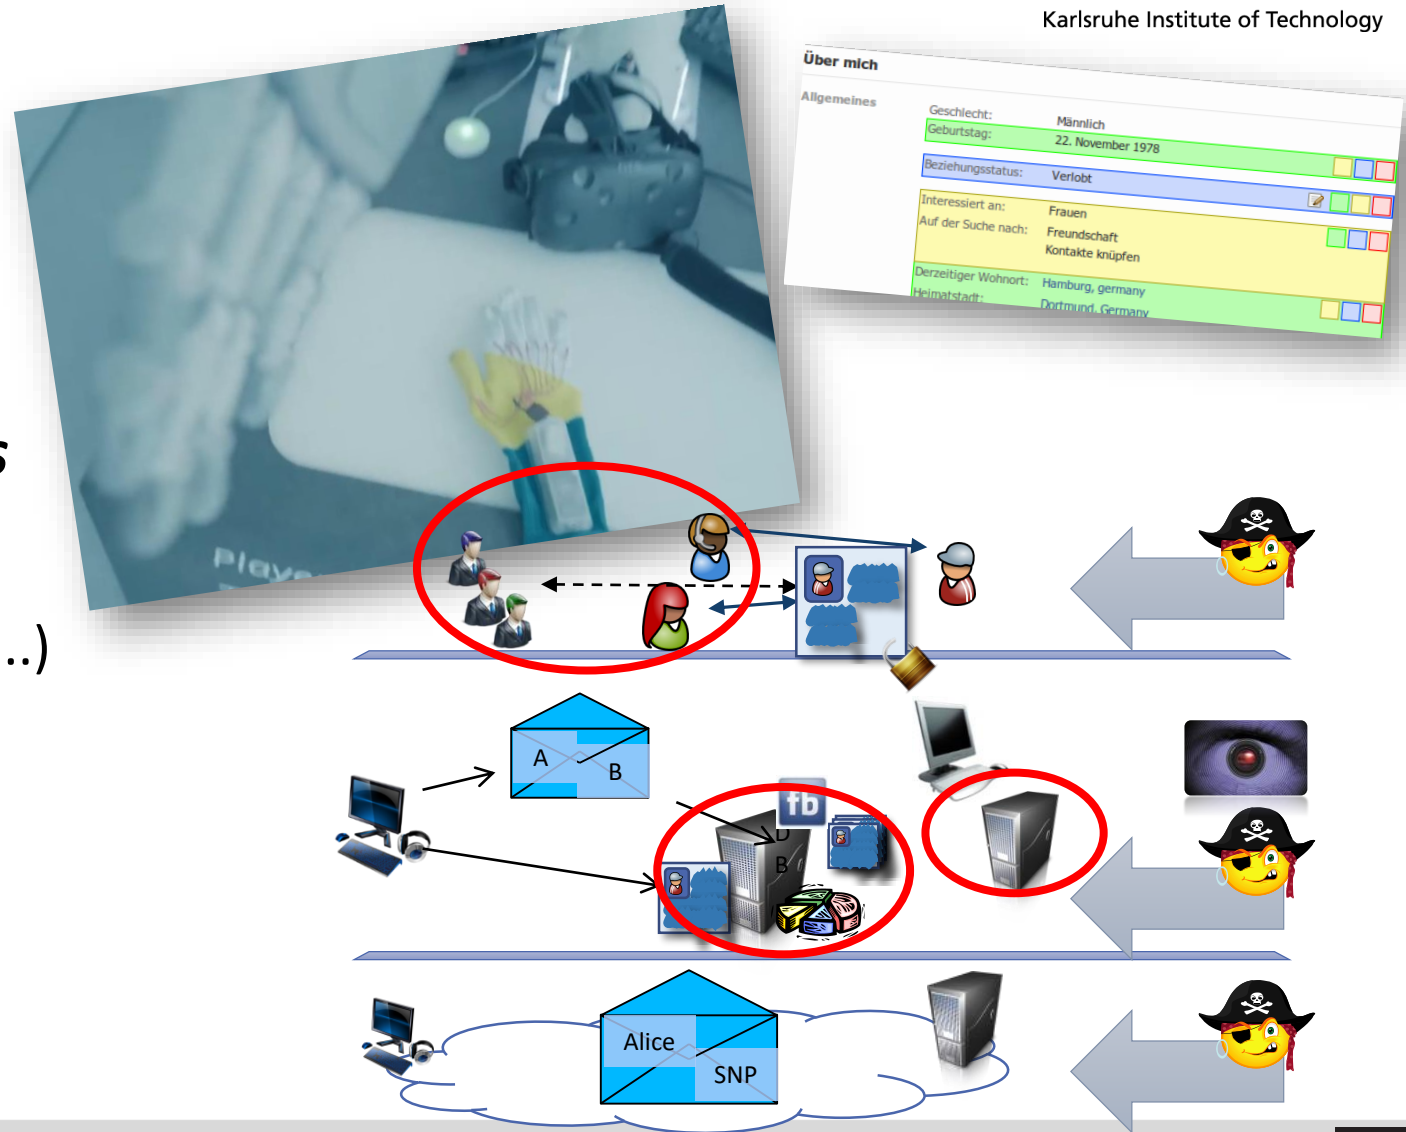 Karlsruhe Institute of Technology
Über mich
Allgemeines
Geschlecht: Männlich
Geburtstag: 22. November 1978
Beziehungsstatus: Verlobt
Interessiert an: Frauen
Auf der Suche nach: Freundschaft
Kontakte knüpfen
Derzeitiger Wohnort: Hamburg, germany
Heimatstadt: Dortmund, Germany
s
Playe
..)
A
B
fb
D
B
Alice
SNP